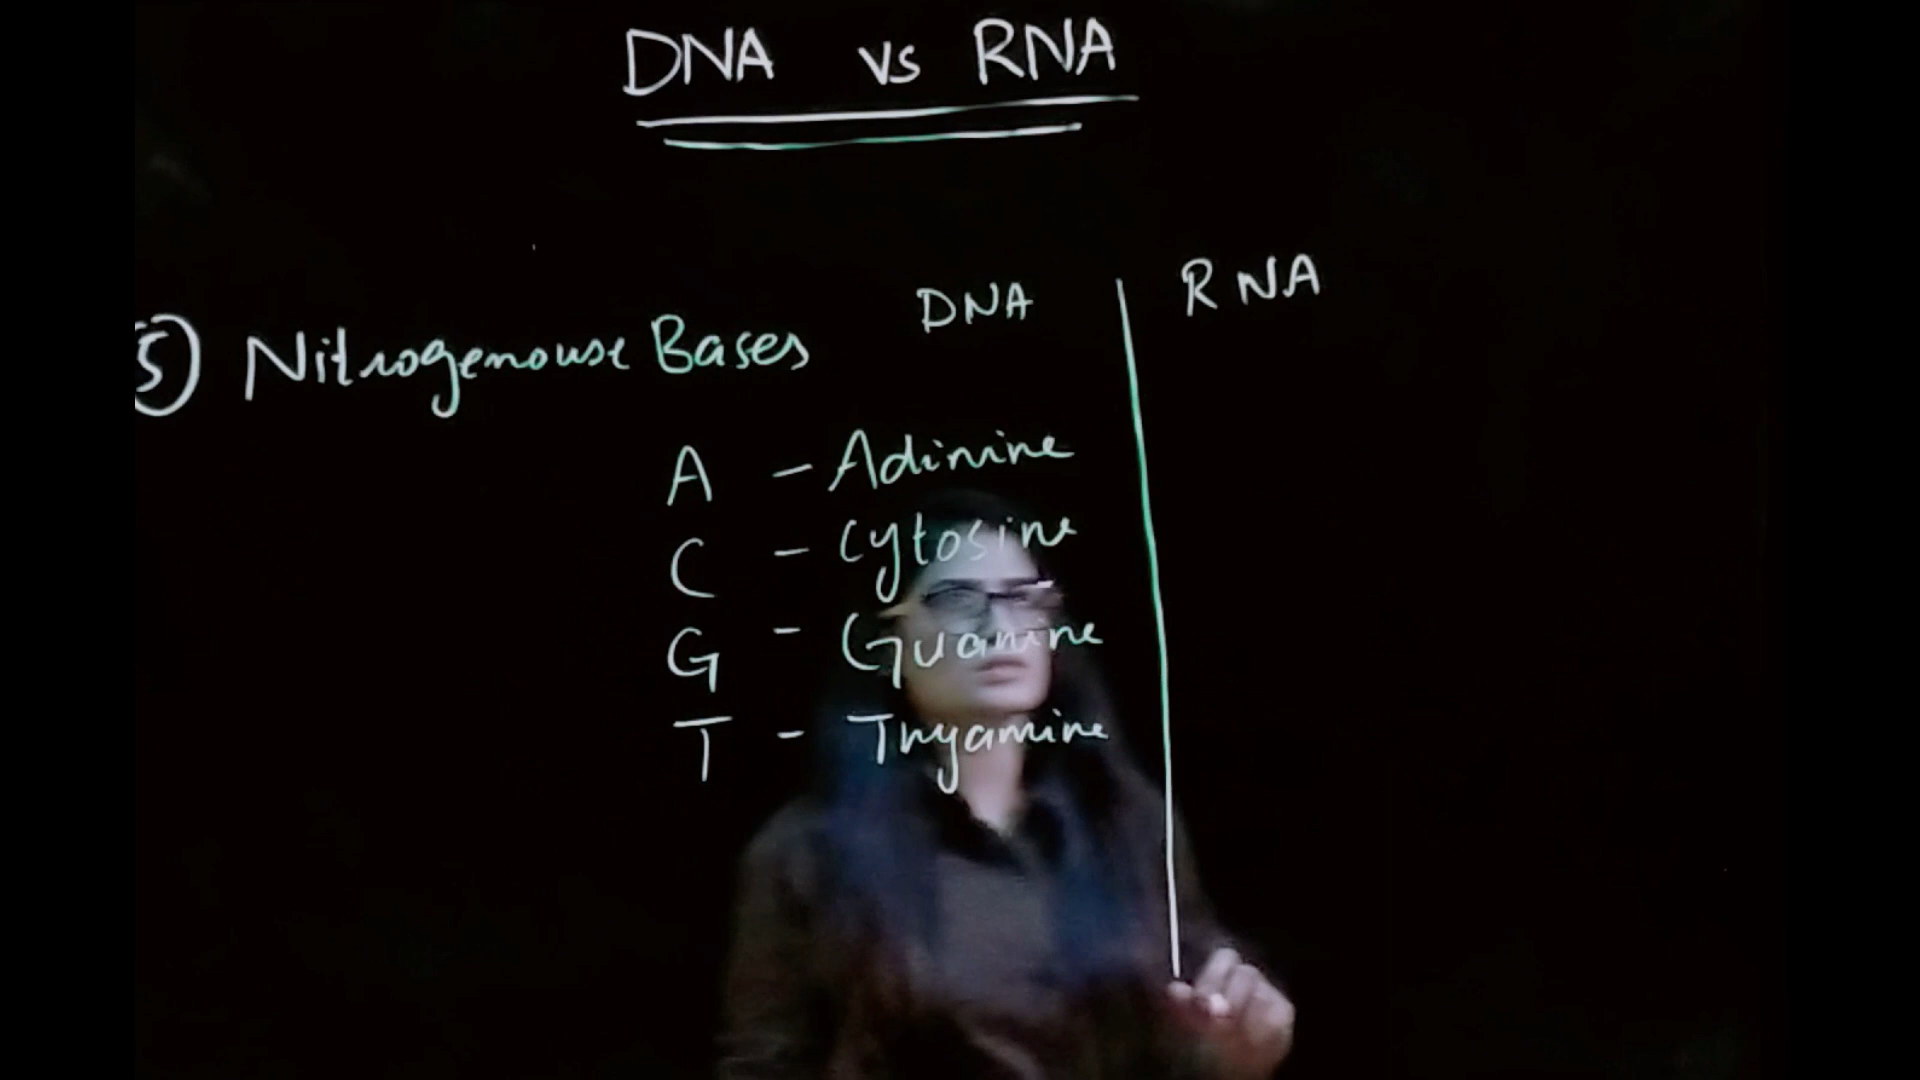 DNA vs RNA
DNA RNA
5) Nitrogenouse Bases
A - Adinine
C - Cytosine
G - Guanine
T - Thyamine